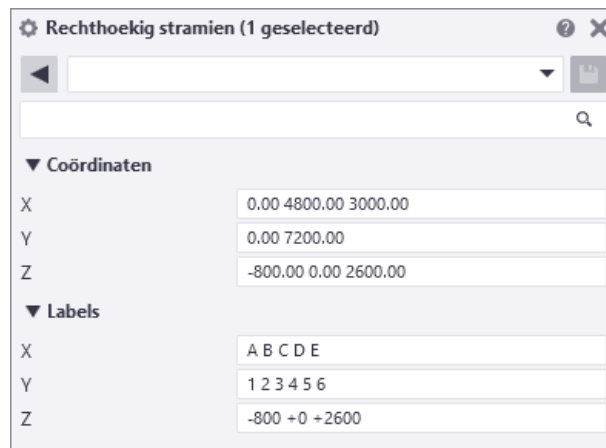 Rechthoekig stramien (1 geselecteerd)
Coördinaten
X 0.00 4800.00 3000.00
Y 0.00 7200.00
Z -800.00 0.00 2600.00
Labels
X A B C D E
Y 1 2 3 4 5 6
Z -800 +0 +2600